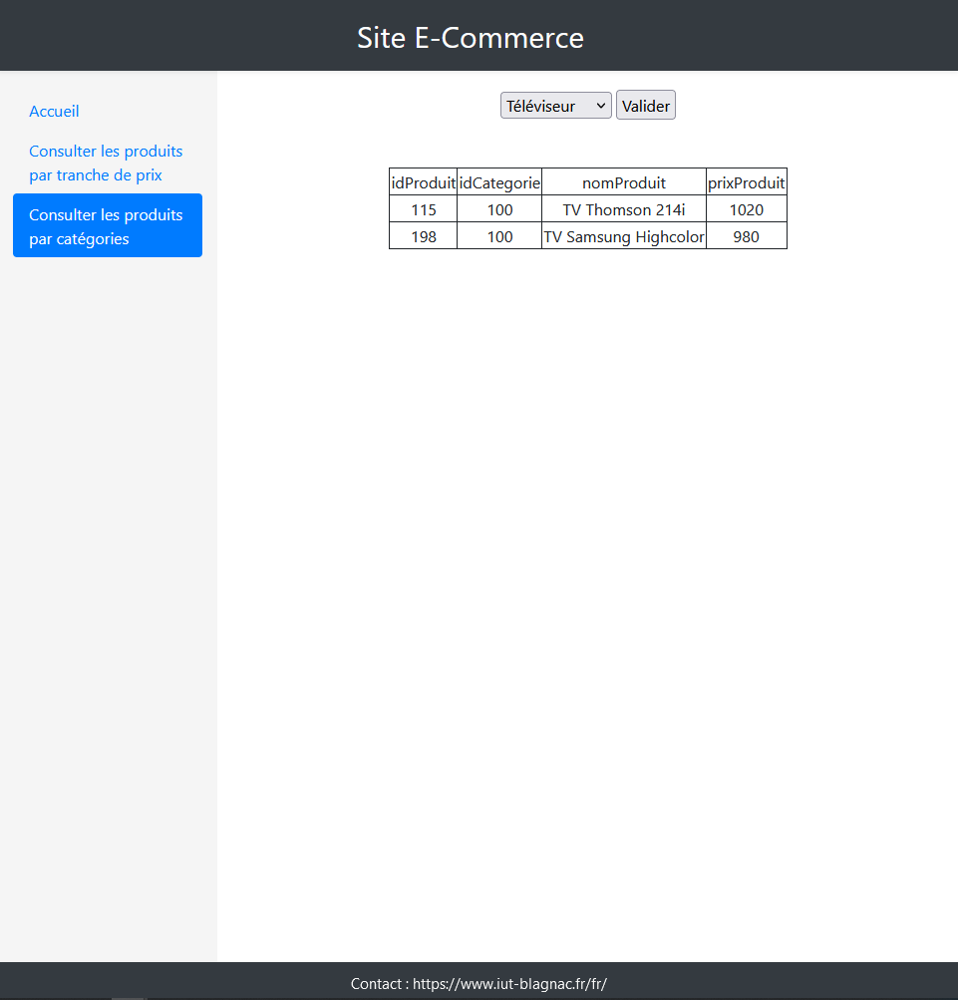 Site E-Commerce
Accueil
Consulter les produits
par tranche de prix
Consulter les produits
par catégories
Téléviseur Valider
idProduit idCategorie nomProduit prixProduit
115 100 TV Thomson 214i 1020
198 100 TV Samsung Highcolor 980
Contact : https://www.iut-blagnac.fr/fr/